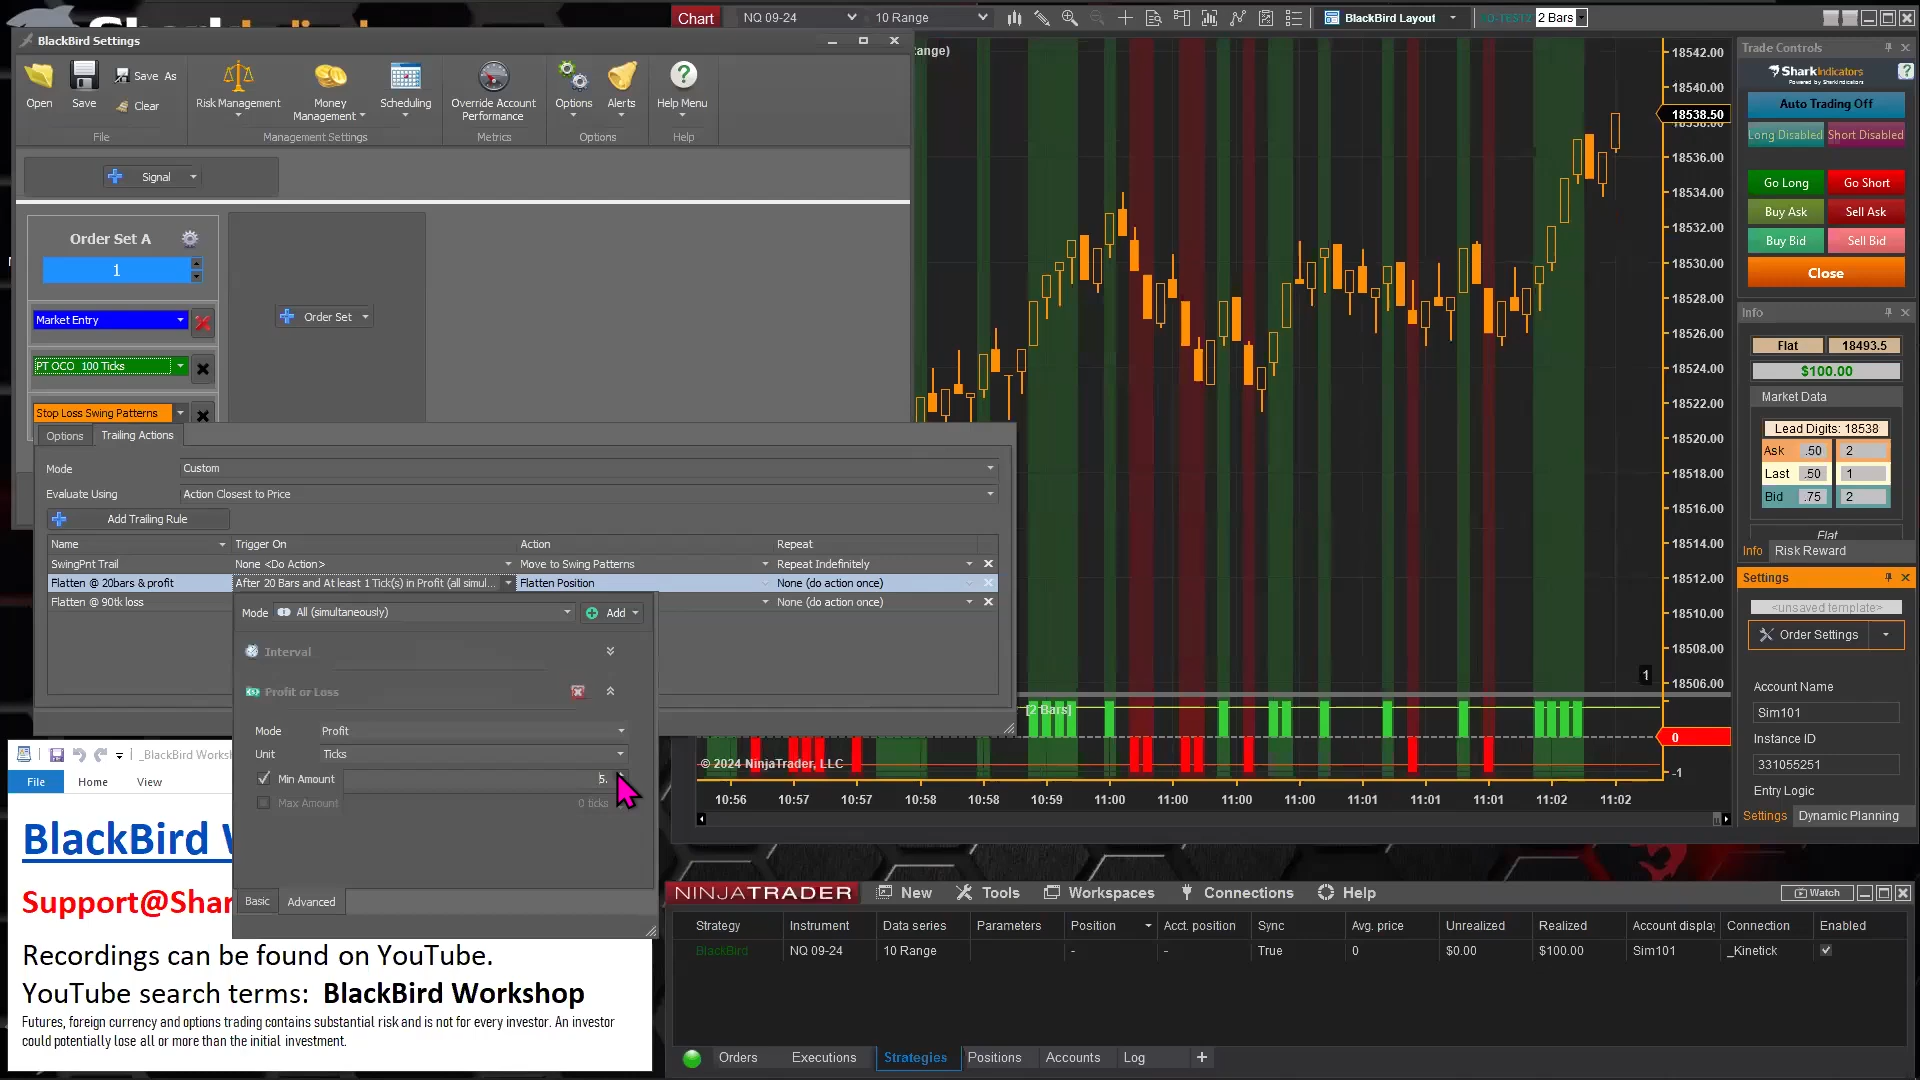 BlackBird Settings
Open
Save
Save As
Clear
File
Risk Management
Money Management
Scheduling
Management Settings
Override Account Performance
Metrics
Options
Alerts
Options
Help Menu
Help
Signal
Order Set A
1
Market Entry
PT OCO 100 Ticks
Stop Loss Swing Patterns
Order Set
Options
Trailing Actions
Mode
Custom
Evaluate Using
Action Closest to Price
Add Trailing Rule
Name Trigger On Action Repeat
SwingPnt Trail None <Do Action> Move to Swing Patterns Repeat Indefinitely
Flatten @ 20bars & profit After 20 Bars and At least 1 Tick(s) in Profit (all simul... Flatten Position None (do action once)
Flatten @ 90tk loss None (do action once)
Mode All (simultaneously) Add
Interval
Profit or Loss
Mode Profit
Unit Ticks
Min Amount 5.
Max Amount 0 ticks
Basic Advanced
_BlackBird Worksh
File Home View
BlackBird W
Support@Shar
Recordings can be found on YouTube.
YouTube search terms: BlackBird Workshop
Futures, foreign currency and options trading contains substantial risk and is not for every investor. An investor
could potentially lose all or more than the initial investment.
Chart NQ 09-24 10 Range BlackBird Layout 2 Bars
ange)
18542.00
18540.00
18538.50
18536.00
18534.00
18532.00
18530.00
18528.00
18526.00
18524.00
18522.00
18520.00
18518.00
18516.00
18514.00
18512.00
18510.00
18508.00
18506.00
1
[2 Bars]
0
-1
© 2024 NinjaTrader, LLC
10:56 10:57 10:57 10:58 10:58 10:59 11:00 11:00 11:00 11:00 11:01 11:01 11:01 11:02 11:02
Trade Controls
SharkIndicators
Powered by SharkIndicators
Auto Trading Off
Long Disabled Short Disabled
Go Long Go Short
Buy Ask Sell Ask
Buy Bid Sell Bid
Close
Info
Flat 18493.5
$100.00
Market Data
Lead Digits: 18538
Ask .50 2
Last .50 1
Bid .75 2
Flat
Info Risk Reward
Settings
<unsaved template>
Order Settings
Account Name
Sim101
Instance ID
331055251
Entry Logic
Settings Dynamic Planning
NINJATRADER New Tools Workspaces Connections Help Watch
Strategy Instrument Data series Parameters Position Acct. position Sync Avg. price Unrealized Realized Account display Connection Enabled
BlackBird NQ 09-24 10 Range - - True 0 $0.00 $100.00 Sim101 _Kinetick
Orders Executions Strategies Positions Accounts Log +